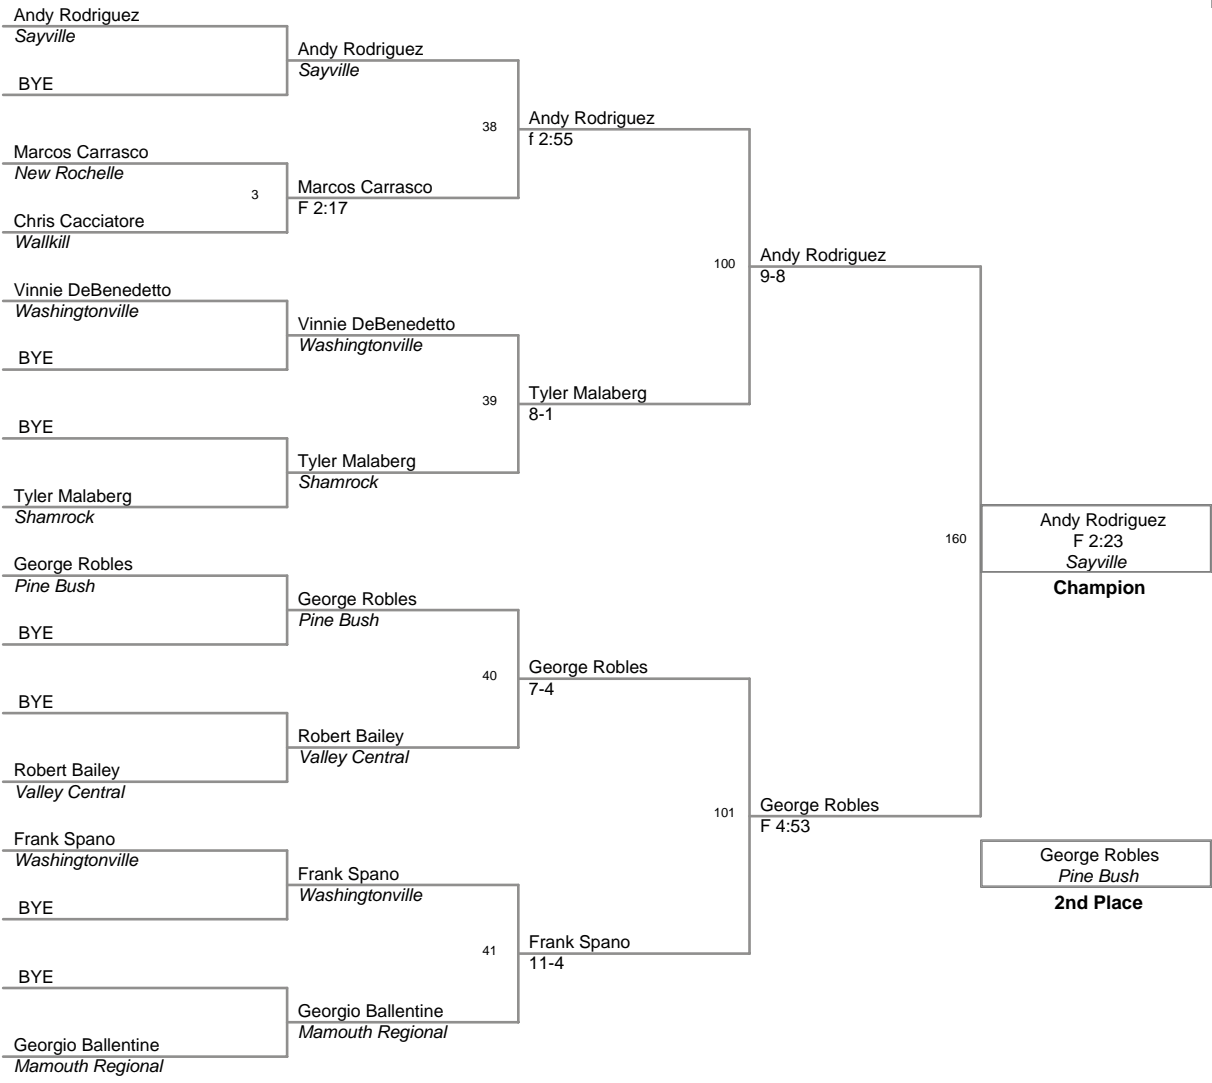 Andy Rodriguez
Sayville
BYE
Marcos Carrasco
New Rochelle
Chris Cacciatore
Wallkill
Vinnie DeBenedetto
Washingtonville
BYE
BYE
Tyler Malaberg
Shamrock
George Robles
Pine Bush
BYE
BYE
Robert Bailey
Valley Central
Frank Spano
Washingtonville
BYE
BYE
Georgio Ballentine
Mamouth Regional
Andy Rodriguez
Sayville
3
Marcos Carrasco
F 2:17
Vinnie DeBenedetto
Washingtonville
Tyler Malaberg
Shamrock
George Robles
Pine Bush
Robert Bailey
Valley Central
Frank Spano
Washingtonville
Georgio Ballentine
Mamouth Regional
38
Andy Rodriguez
f 2:55
39
Tyler Malaberg
8-1
40
George Robles
7-4
41
Frank Spano
11-4
100
Andy Rodriguez
9-8
101
George Robles
F 4:53
160
Andy Rodriguez
F 2:23
Sayville
Champion
George Robles
Pine Bush
2nd Place